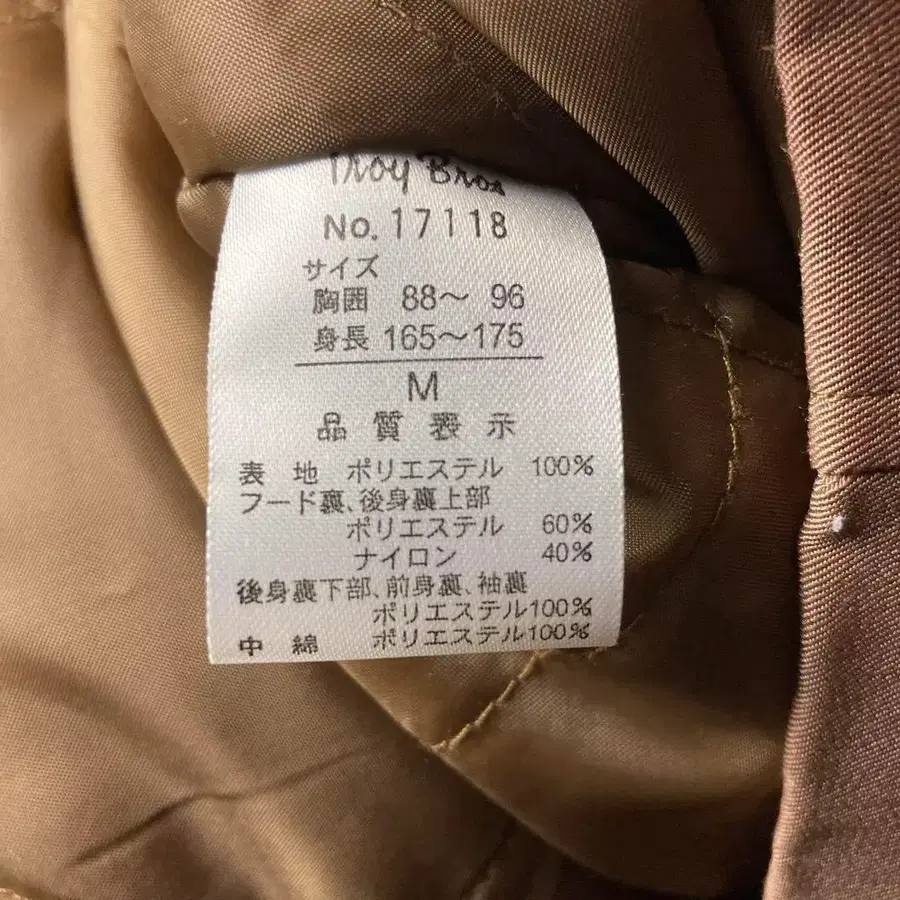 Troy Bros
No. 17118
サイズ
胸囲 88〜 96
身長 165〜175
M
品質表示
表 地 ポリエステル 100%
フード裏、後身裏上部
ポリエステル 60%
ナイロン 40%
後身裏下部、前身裏、袖裏
ポリエステル100%
中 綿 ポリエステル100%